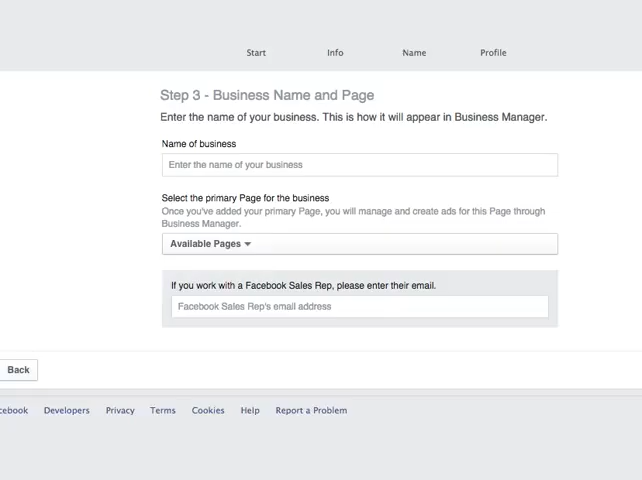 Start Info Name Profile
Step 3 - Business Name and Page
Enter the name of your business. This is how it will appear in Business Manager.
Name of business
Enter the name of your business
Select the primary Page for the business
Once you've added your primary Page, you will manage and create ads for this Page through
Business Manager.
Available Pages
If you work with a Facebook Sales Rep, please enter their email.
Facebook Sales Rep's email address
Back
cebook Developers Privacy Terms Cookies Help Report a Problem